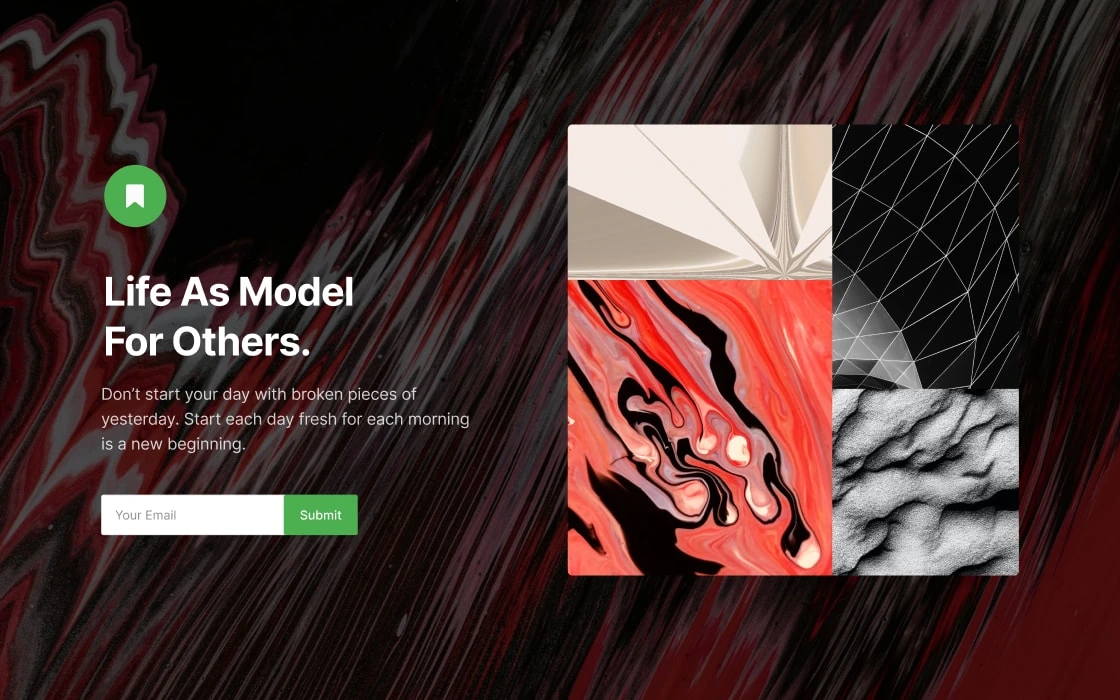 Life As Model
For Others.
Don’t start your day with broken pieces of
yesterday. Start each day fresh for each morning
is a new beginning.
Your Email
Submit